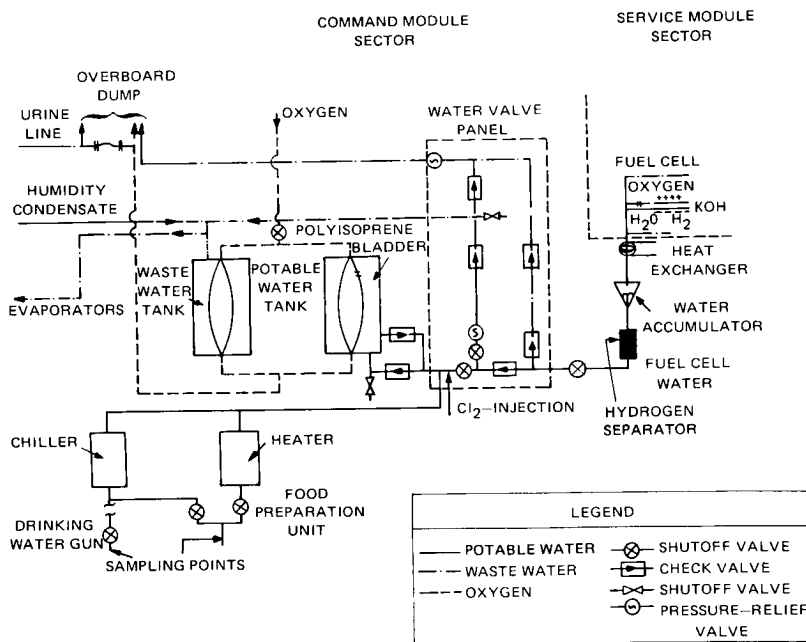 COMMAND MODULE
SECTOR
SERVICE MODULE
SECTOR
OVERBOARD
DUMP
URINE
LINE
OXYGEN
WATER VALVE
PANEL
HUMIDITY
CONDENSATE
FUEL CELL
OXYGEN
++++
KOH
H2O H2
HEAT
EXCHANGER
POLYISOPRENE
BLADDER
WASTE
WATER
TANK
POTABLE
WATER
TANK
EVAPORATORS
WATER
ACCUMULATOR
FUEL CELL
WATER
Cl2-INJECTION
HYDROGEN
SEPARATOR
CHILLER
HEATER
FOOD
PREPARATION
UNIT
DRINKING
WATER GUN
SAMPLING POINTS
LEGEND
POTABLE WATER
WASTE WATER
OXYGEN
SHUTOFF VALVE
CHECK VALVE
SHUTOFF VALVE
PRESSURE-RELIEF
VALVE